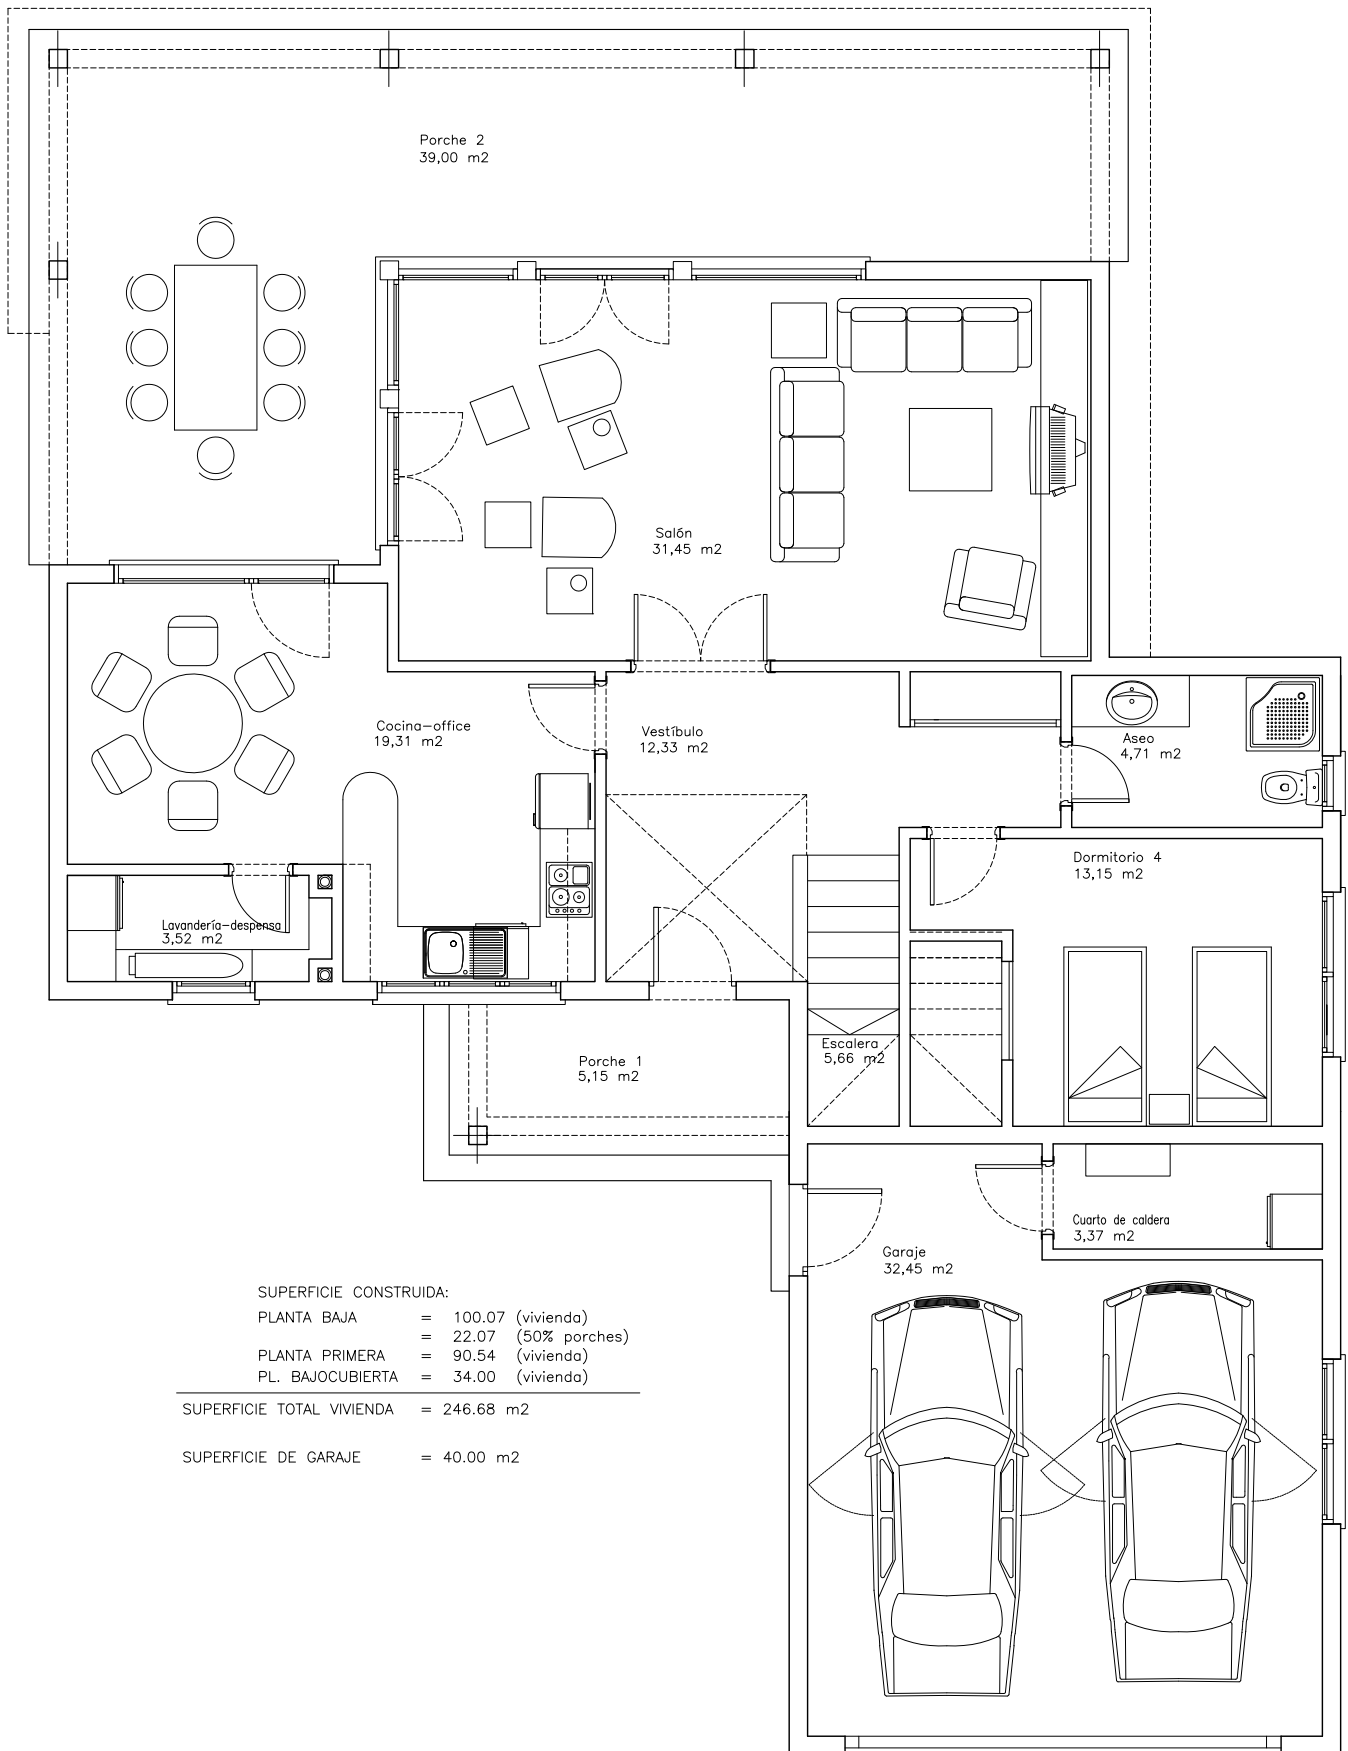 Porche 2
39,00 m2
Salón
31,45 m2
Cocina-office
19,31 m2
Vestíbulo
12,33 m2
Aseo
4,71 m2
Dormitorio 4
13,15 m2
Lavandería-despensa
3,52 m2
Escalera
5,66 m2
Porche 1
5,15 m2
Cuarto de caldera
3,37 m2
Garaje
32,45 m2
SUPERFICIE CONSTRUIDA:
PLANTA BAJA = 100.07 (vivienda)
= 22.07 (50% porches)
PLANTA PRIMERA = 90.54 (vivienda)
PL. BAJOCUBIERTA = 34.00 (vivienda)
SUPERFICIE TOTAL VIVIENDA = 246.68 m2
SUPERFICIE DE GARAJE = 40.00 m2